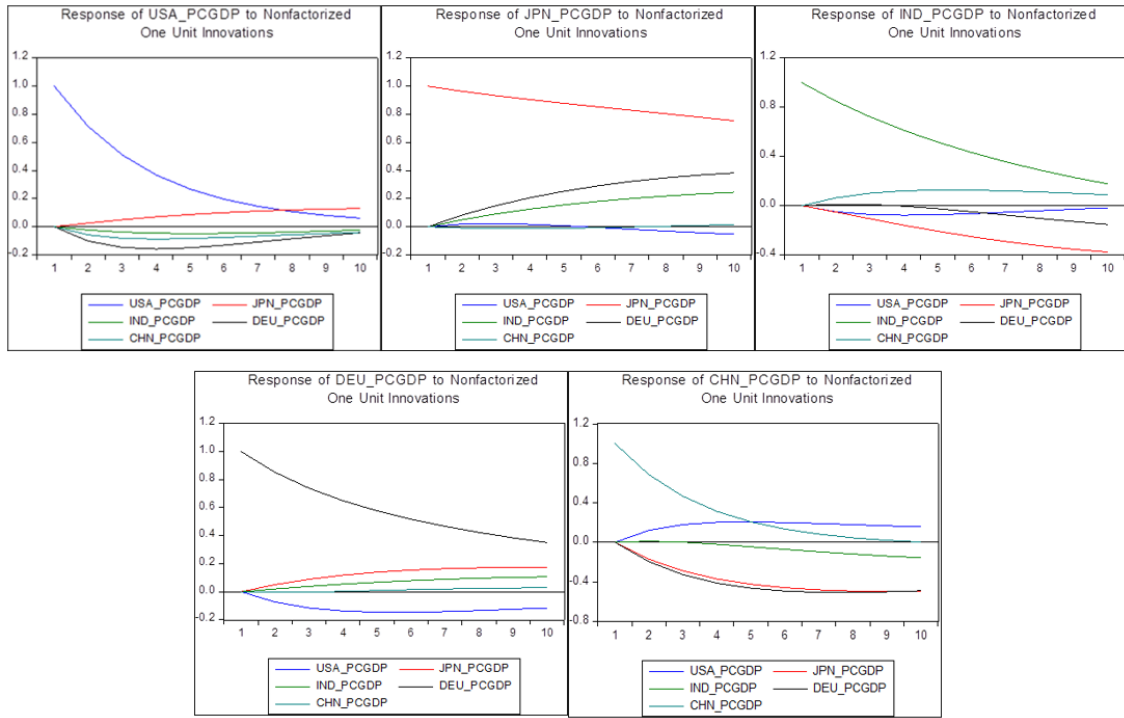 Response of USA_PCGDP to Nonfactorized
One Unit Innovations
1.2
1.0
0.8
0.6
0.4
0.2
0.0
-0.2
1 2 3 4 5 6 7 8 9 10
USA_PCGDP JPN_PCGDP
IND_PCGDP DEU_PCGDP
CHN_PCGDP
Response of JPN_PCGDP to Nonfactorized
One Unit Innovations
1.2
1.0
0.8
0.6
0.4
0.2
0.0
-0.2
1 2 3 4 5 6 7 8 9 10
USA_PCGDP JPN_PCGDP
IND_PCGDP DEU_PCGDP
CHN_PCGDP
Response of IND_PCGDP to Nonfactorized
One Unit Innovations
1.2
0.8
0.4
0.0
-0.4
1 2 3 4 5 6 7 8 9 10
USA_PCGDP JPN_PCGDP
IND_PCGDP DEU_PCGDP
CHN_PCGDP
Response of DEU_PCGDP to Nonfactorized
One Unit Innovations
1.2
1.0
0.8
0.6
0.4
0.2
0.0
-0.2
1 2 3 4 5 6 7 8 9 10
USA_PCGDP JPN_PCGDP
IND_PCGDP DEU_PCGDP
CHN_PCGDP
Response of CHN_PCGDP to Nonfactorized
One Unit Innovations
1.2
0.8
0.4
0.0
-0.4
-0.8
1 2 3 4 5 6 7 8 9 10
USA_PCGDP JPN_PCGDP
IND_PCGDP DEU_PCGDP
CHN_PCGDP